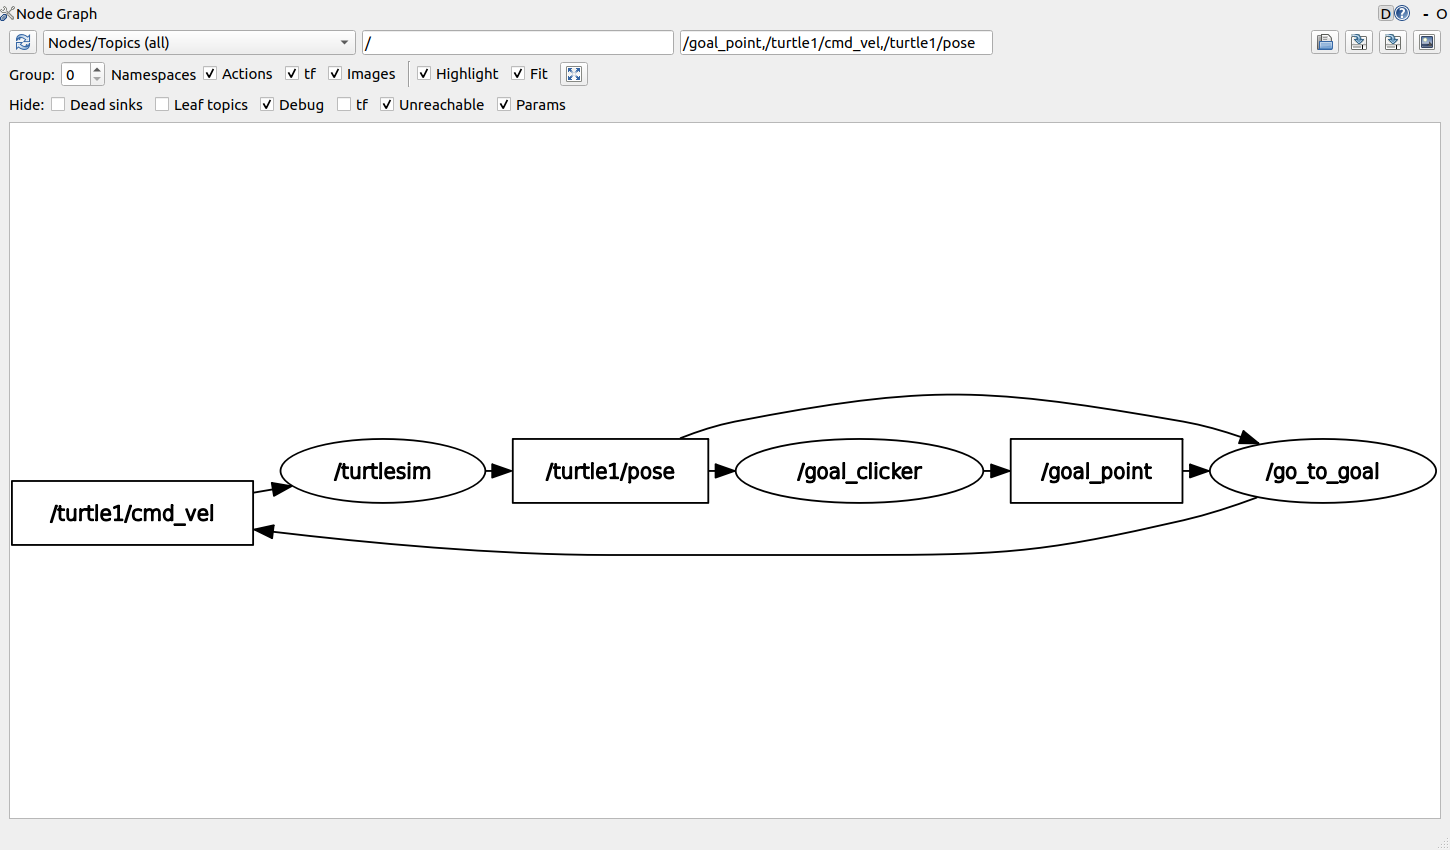 Node Graph
D ? - O
Nodes/Topics (all) / /goal_point,/turtle1/cmd_vel,/turtle1/pose
Group: 0 Namespaces Actions tf Images Highlight Fit
Hide: Dead sinks Leaf topics Debug tf Unreachable Params
/turtlesim /turtle1/pose /goal_clicker /goal_point /go_to_goal
/turtle1/cmd_vel